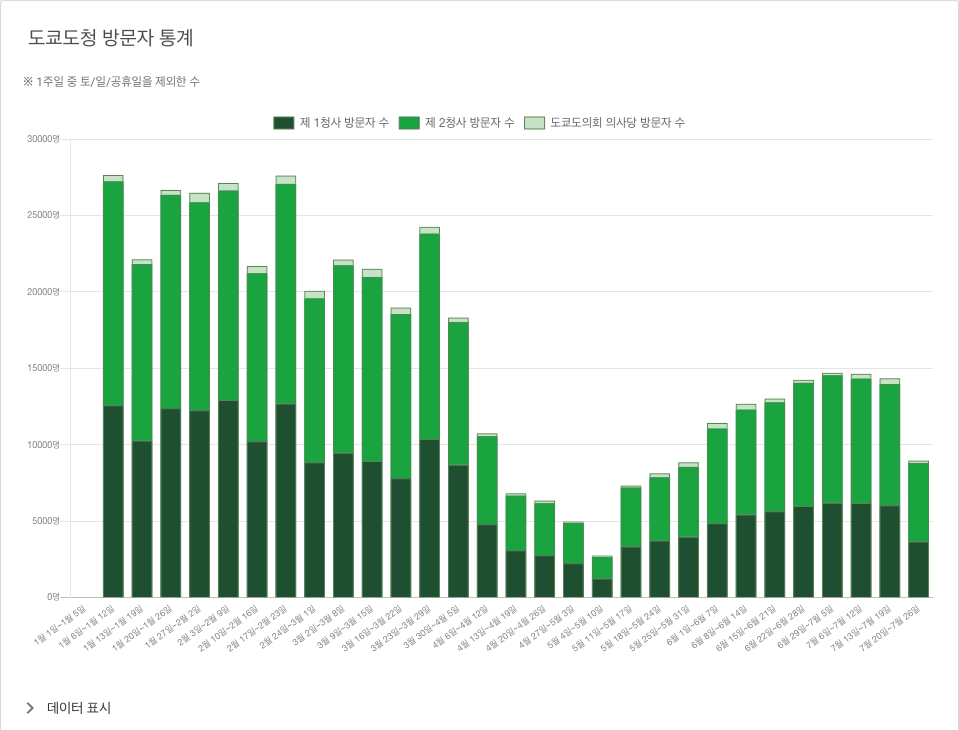 도쿄도청 방문자 통계
※ 1주일 중 토/일/공휴일을 제외한 수
제 1청사 방문자 수 제 2청사 방문자 수 도쿄도의회 의사당 방문자 수
30000명
25000명
20000명
15000명
10000명
5000명
0명
1월 1일~1월 5일
1월 6일~1월 12일
1월 13일~1월 19일
1월 20일~1월 26일
1월 27일~2월 2일
2월 3일~2월 9일
2월 10일~2월 16일
2월 17일~2월 23일
2월 24일~3월 1일
3월 2일~3월 8일
3월 9일~3월 15일
3월 16일~3월 22일
3월 23일~3월 29일
3월 30일~4월 5일
4월 6일~4월 12일
4월 13일~4월 19일
4월 20일~4월 26일
4월 27일~5월 3일
5월 4일~5월 10일
5월 11일~5월 17일
5월 18일~5월 24일
5월 25일~5월 31일
6월 1일~6월 7일
6월 8일~6월 14일
6월 15일~6월 21일
6월 22일~6월 28일
6월 29일~7월 5일
7월 6일~7월 12일
7월 13일~7월 19일
7월 20일~7월 26일
데이터 표시